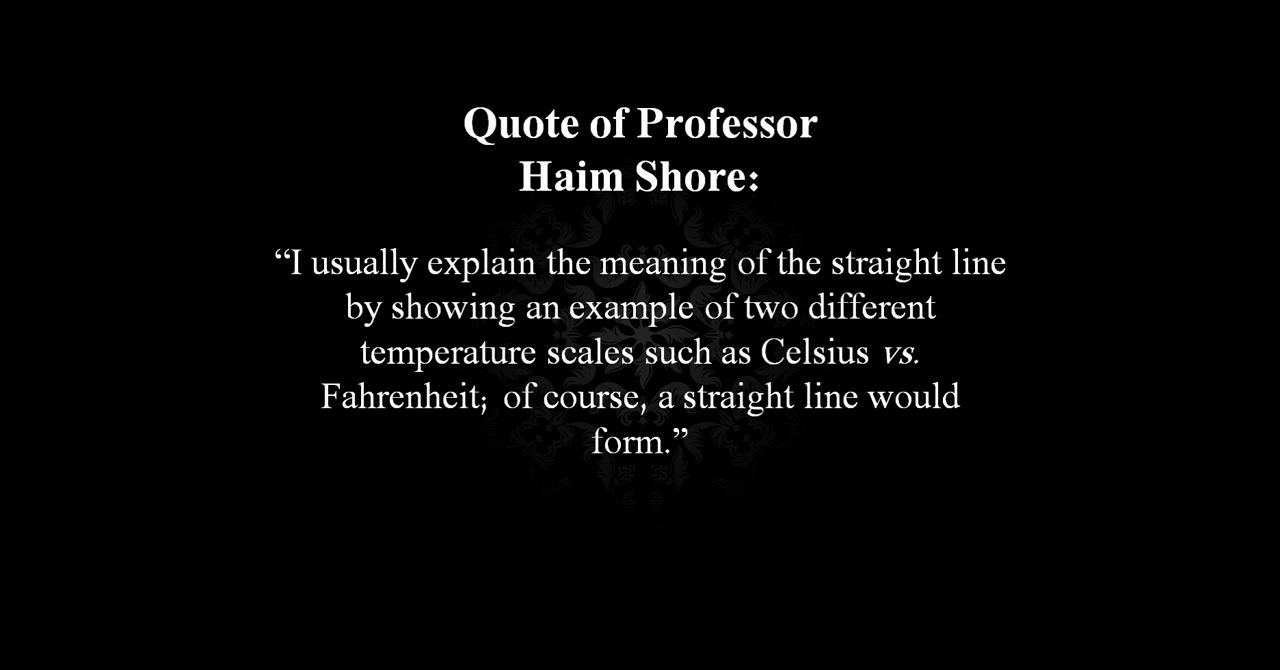 Quote of Professor
Haim Shore:
“I usually explain the meaning of the straight line
by showing an example of two different
temperature scales such as Celsius vs.
Fahrenheit; of course, a straight line would
form.”